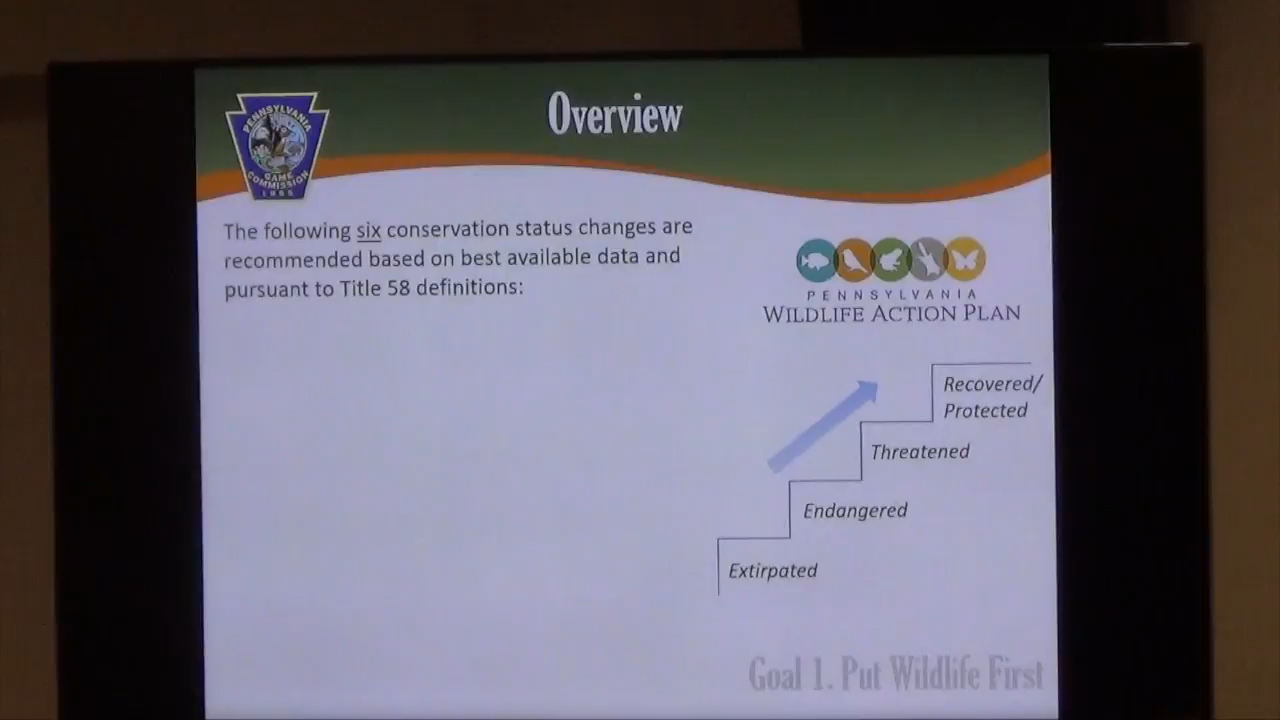 Overview
PENNSYLVANIA
GAME
COMMISSION
1895
The following six conservation status changes are
recommended based on best available data and
pursuant to Title 58 definitions:
PENNSYLVANIA
WILDLIFE ACTION PLAN
Recovered/
Protected
Threatened
Endangered
Extirpated
Goal 1. Put Wildlife First